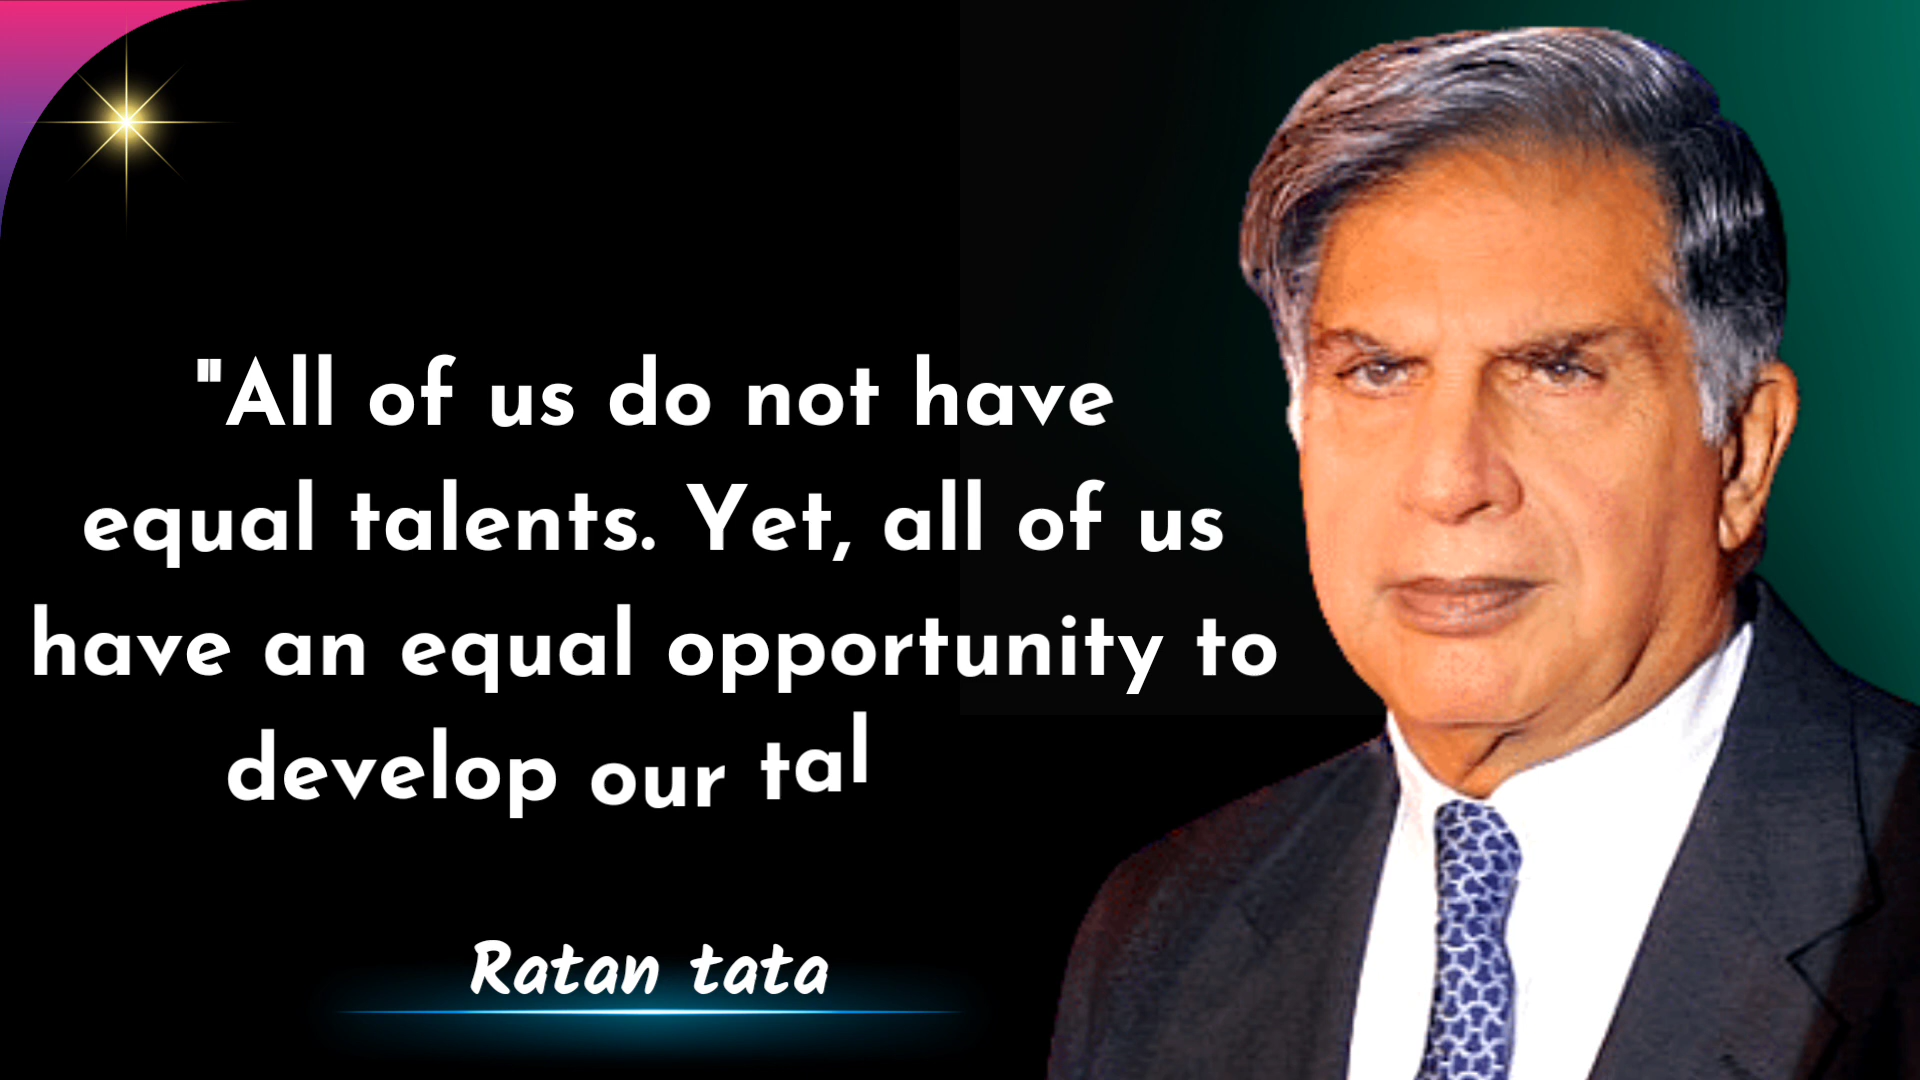 "All of us do not have
equal talents. Yet, all of us
have an equal opportunity to
develop our tal
Ratan tata